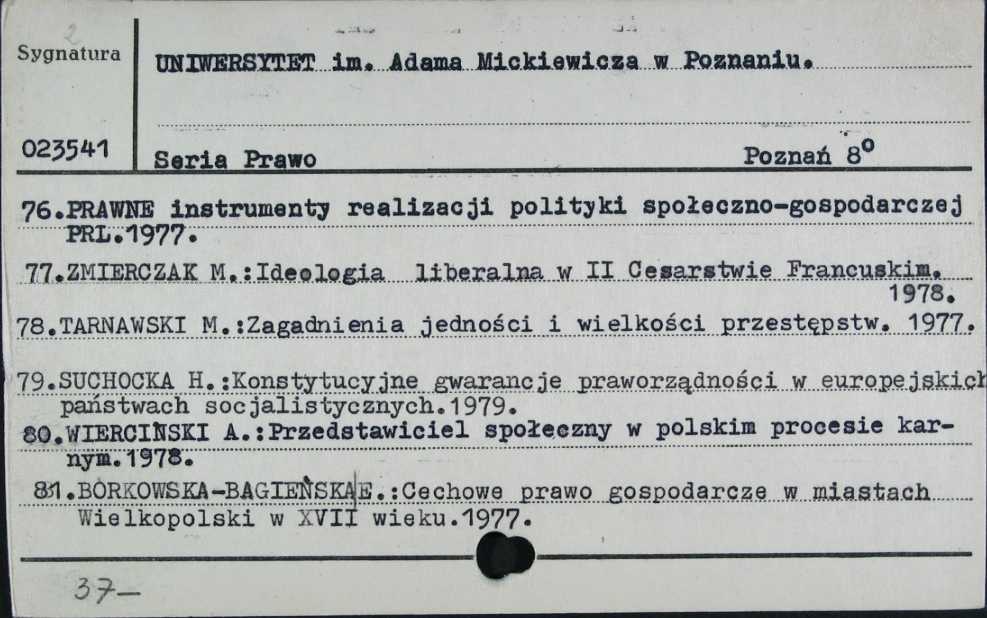 Sygnatura
UNIWERSYTET im. Adama Mickiewicza w Poznaniu.
023541
Seria Prawo Poznań 8°
76.PRAWNE instrumenty realizacji polityki społeczno-gospodarczej
PRL.1977.
77.ZMIERCZAK M.:Ideologia liberalna w II Cesarstwie Francuskim.
1978.
78.TARNAWSKI M.:Zagadnienia jedności i wielkości przestępstw. 1977.
79.SUCHOCKA H.:Konstytucyjne gwarancje praworządności w europejskich
państwach socjalistycznych.1979.
80.WIERCIŃSKI A.:Przedstawiciel społeczny w polskim procesie kar-
nym.1978.
81.BORKOWSKA-BAGIEŃSKA E.:Cechowe prawo gospodarcze w miastach
Wielkopolski w XVII wieku.1977.
37-